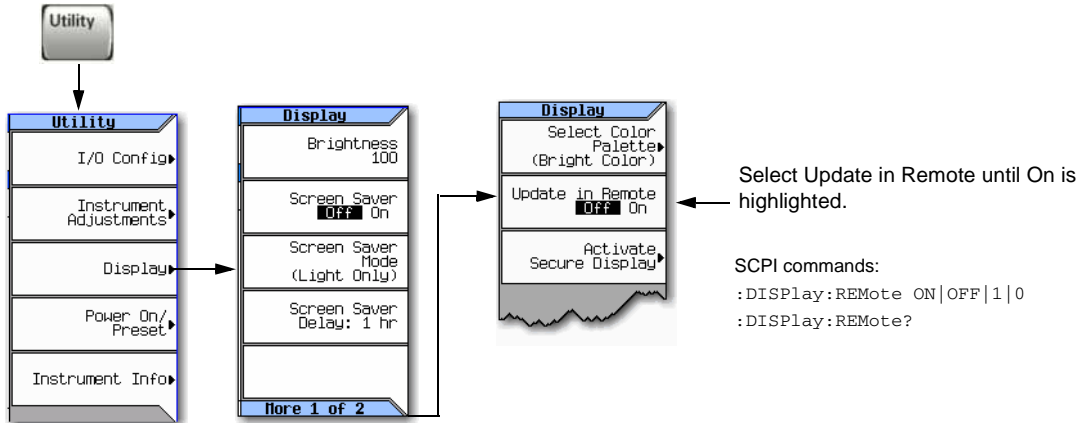 Utility
Utility
I/O Config
Instrument
Adjustments
Display
Power On/
Preset
Instrument Info
Display
Brightness
100
Screen Saver
Off On
Screen Saver
Mode
(Light Only)
Screen Saver
Delay: 1 hr
More 1 of 2
Display
Select Color
Palette
(Bright Color)
Update in Remote
Off On
Activate
Secure Display
Select Update in Remote until On is
highlighted.
SCPI commands:
:DISPlay:REMote ON|OFF|1|0
:DISPlay:REMote?